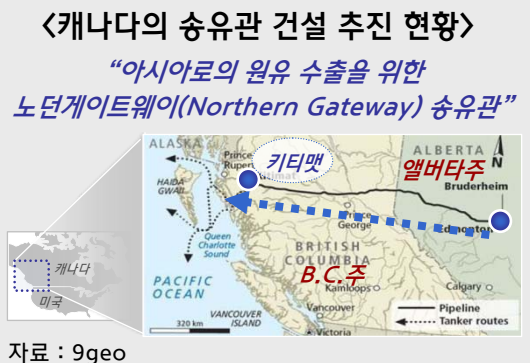 <캐나다의 송유관 건설 추진 현황>
“아시아로의 원유 수출을 위한
노던게이트웨이(Northern Gateway) 송유관”
ALASKA
ALBERTA
N
Prince
Rupert
키티맷
앨버타주
Bruderheim
HAIDA
GWAII
Prince
George
Edmonton
Queen
Charlotte
Sound
BRITISH
COLUMBIA
B.C.주
캐나다
미국
PACIFIC
OCEAN
Kamloops
Calgary
Vancouver
VANCOUVER
ISLAND
Victoria
320 km
Pipeline
Tanker routes
자료 : 9geo